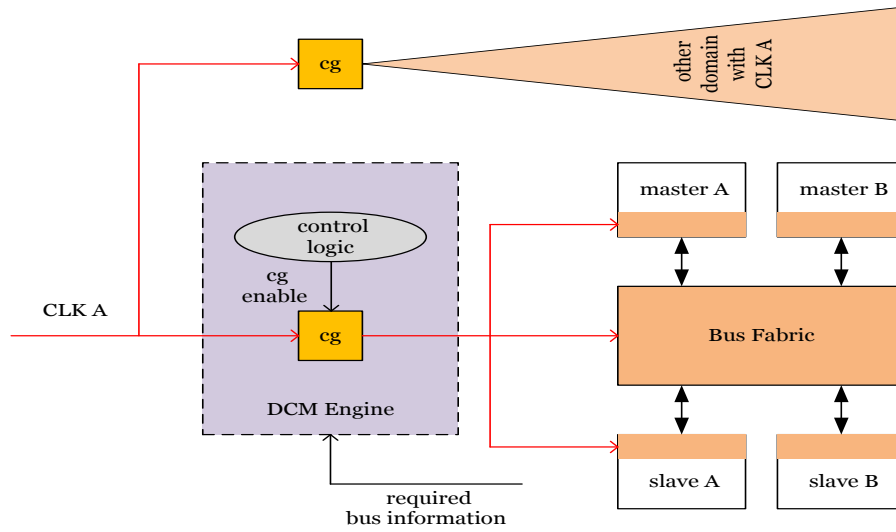 cg
other
domain
with
CLK A
master A
master B
control
logic
cg
enable
CLK A
cg
Bus Fabric
DCM Engine
slave A
slave B
required
bus information